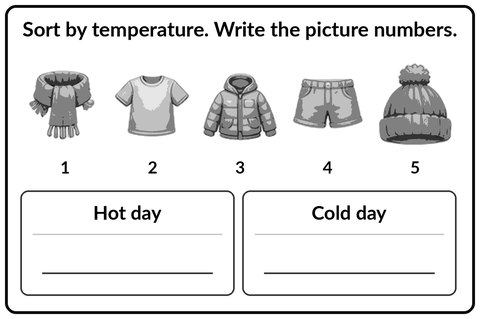 Sort by temperature. Write the picture numbers.
1 2 3 4 5
Hot day
Cold day